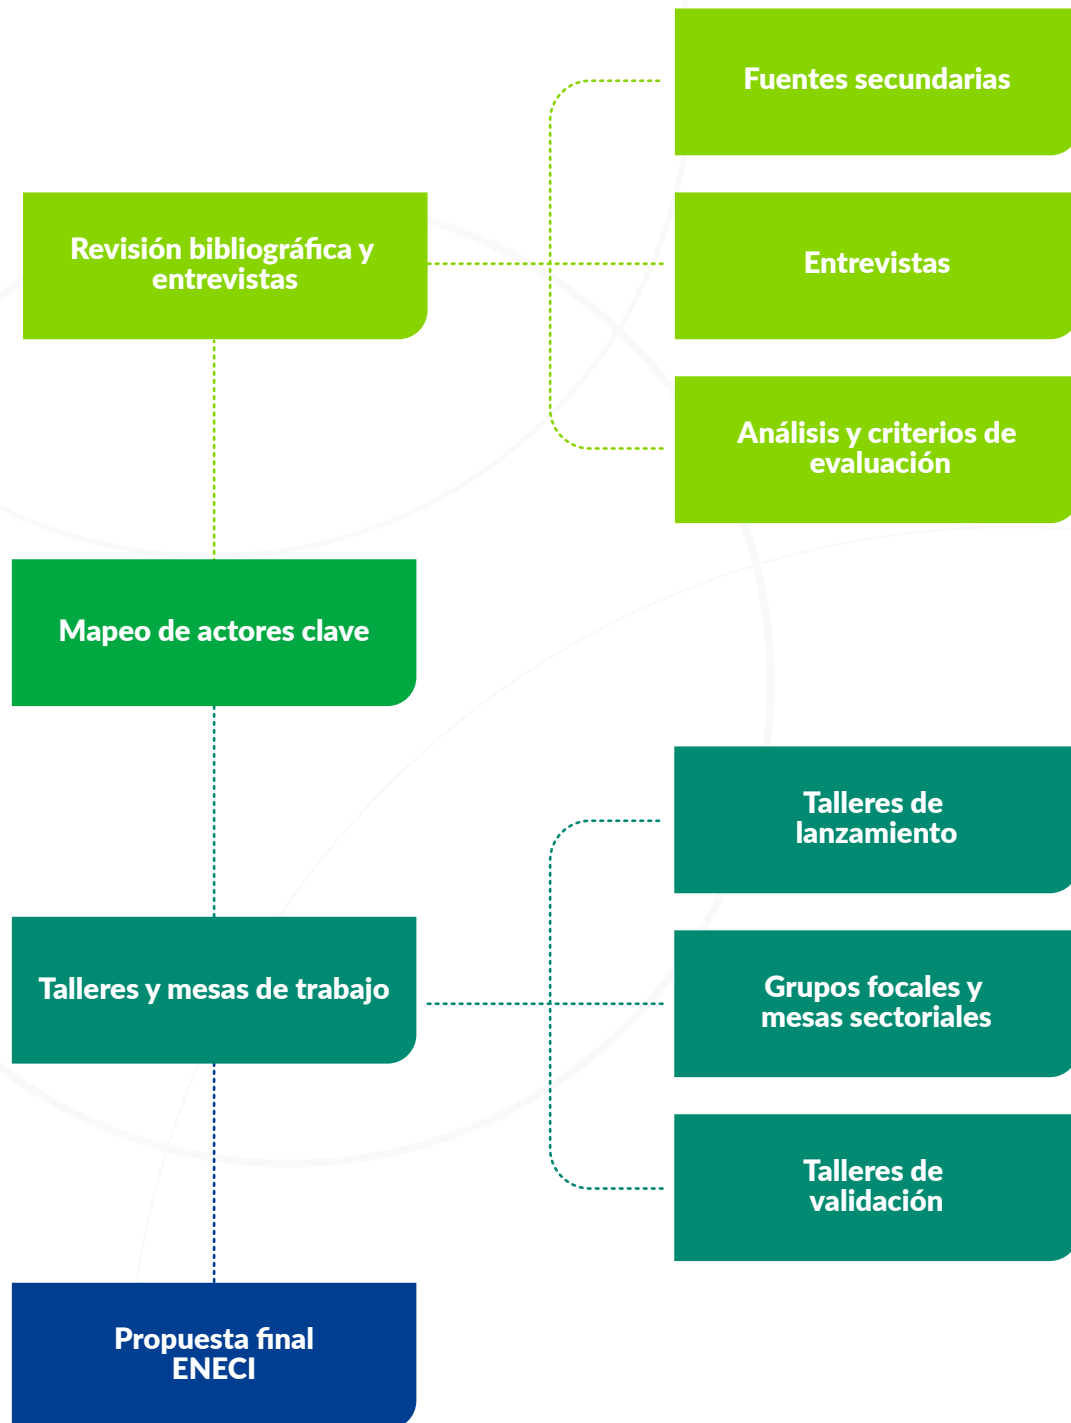 Fuentes secundarias
Revisión bibliográfica y
entrevistas
Entrevistas
Análisis y criterios de
evaluación
Mapeo de actores clave
Talleres de
lanzamiento
Talleres y mesas de trabajo
Grupos focales y
mesas sectoriales
Talleres de
validación
Propuesta final
ENECI